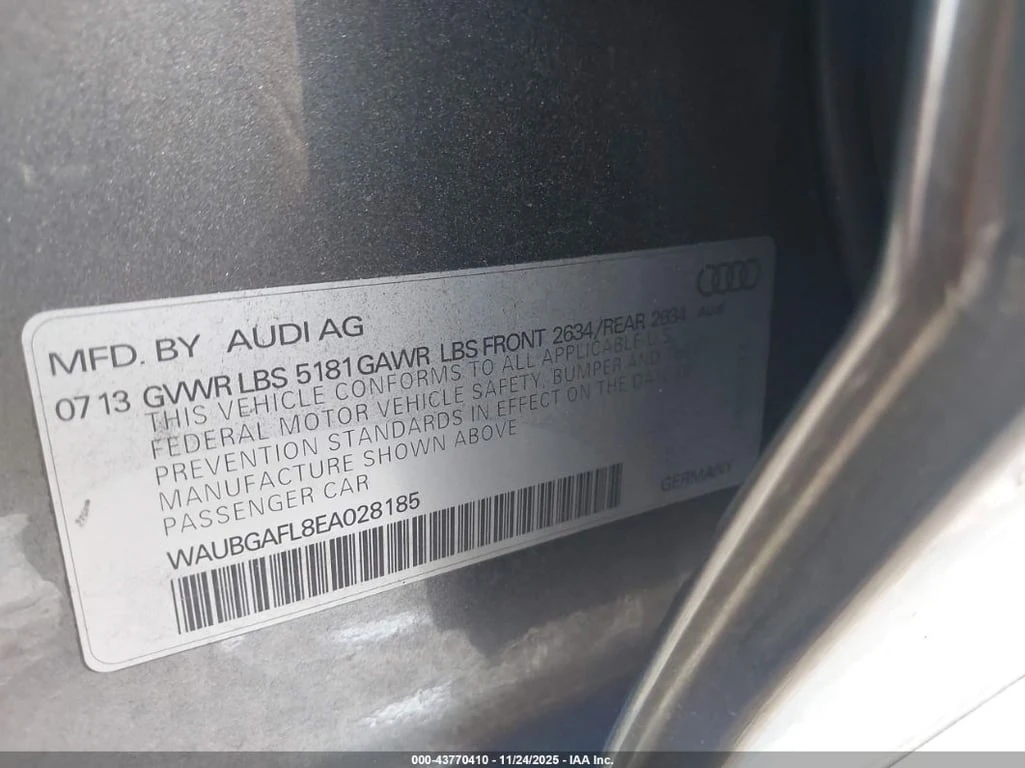 Audi
MFD. BY AUDI AG
07 13 GVWR LBS 5181 GAWR LBS FRONT 2634/REAR 2834
THIS VEHICLE CONFORMS TO ALL APPLICABLE U.S.
FEDERAL MOTOR VEHICLE SAFETY, BUMPER AND
PREVENTION STANDARDS IN EFFECT ON THE DATE OF
MANUFACTURE SHOWN ABOVE
PASSENGER CAR
WAUBGAFL8EA028185
GERMANY
000-43770410 - 11/24/2025 - IAA Inc.